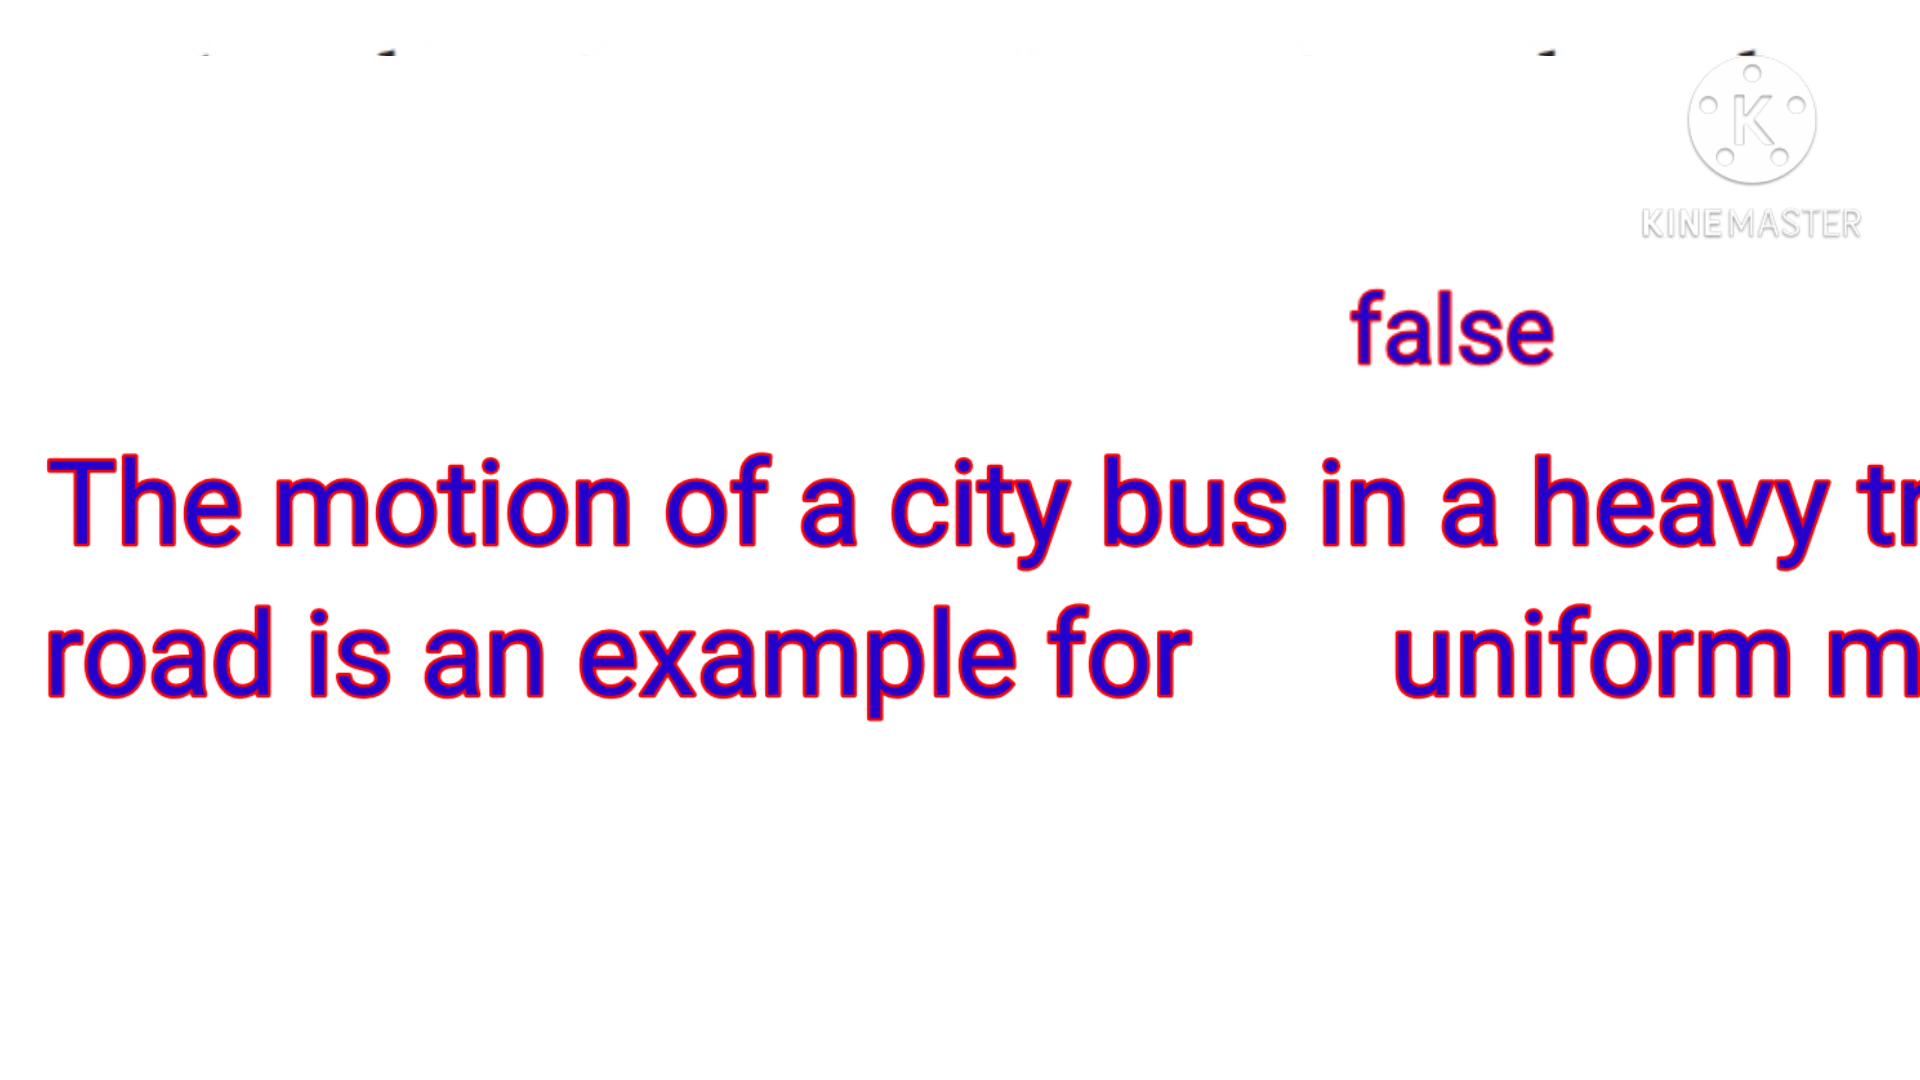 K
KINEMASTER
false
The motion of a city bus in a heavy tr
road is an example for uniform m